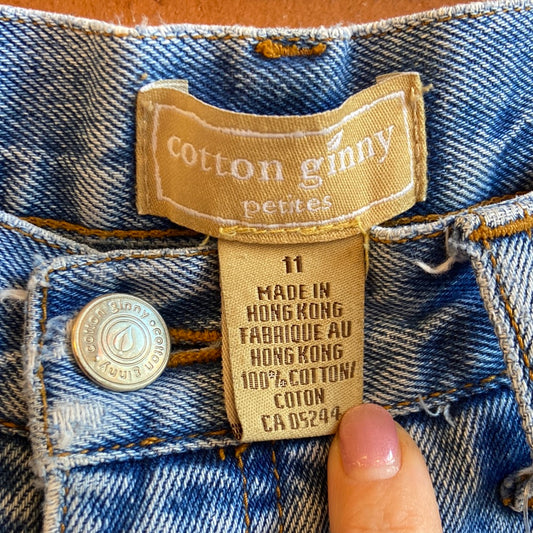 cotton ginny
petites
11
MADE IN
HONG KONG
FABRIQUE AU
HONG KONG
100% COTTON/
COTON
CA 05244
cotton ginny • cotton ginny •